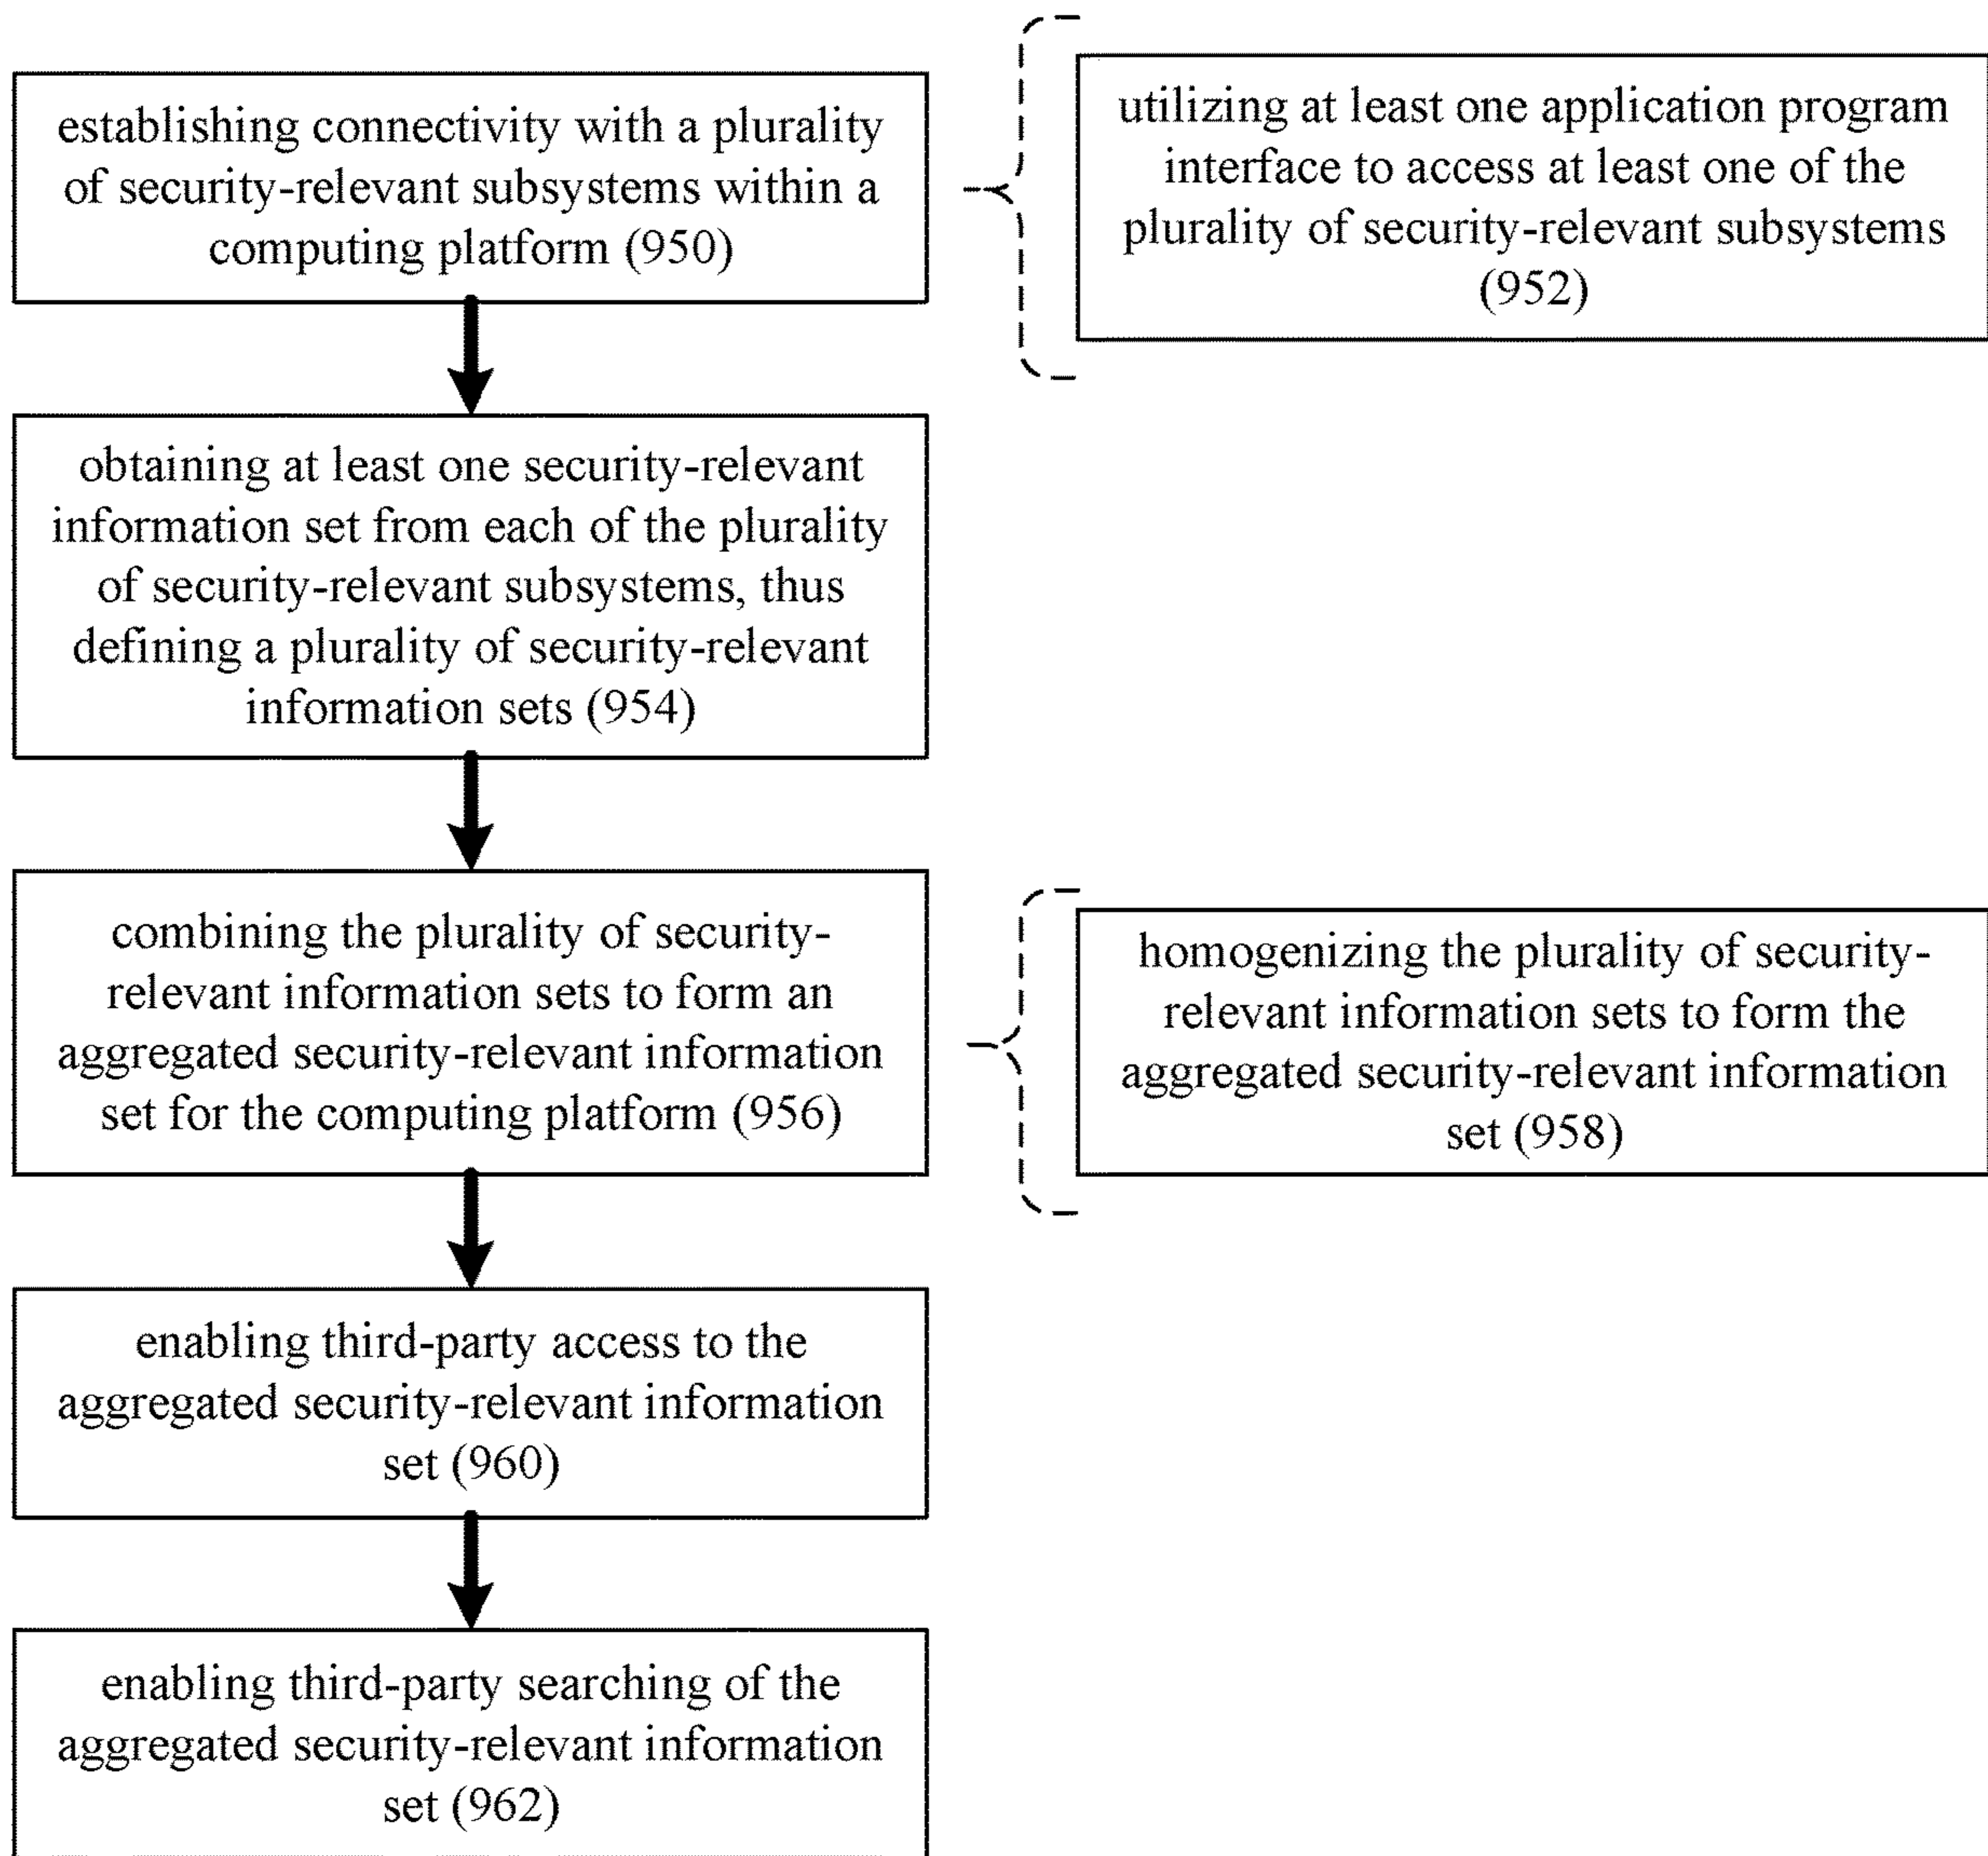 establishing connectivity with a plurality
of security-relevant subsystems within a
computing platform (950)
utilizing at least one application program
interface to access at least one of the
plurality of security-relevant subsystems
(952)
obtaining at least one security-relevant
information set from each of the plurality
of security-relevant subsystems, thus
defining a plurality of security-relevant
information sets (954)
combining the plurality of security-
relevant information sets to form an
aggregated security-relevant information
set for the computing platform (956)
homogenizing the plurality of security-
relevant information sets to form the
aggregated security-relevant information
set (958)
enabling third-party access to the
aggregated security-relevant information
set (960)
enabling third-party searching of the
aggregated security-relevant information
set (962)